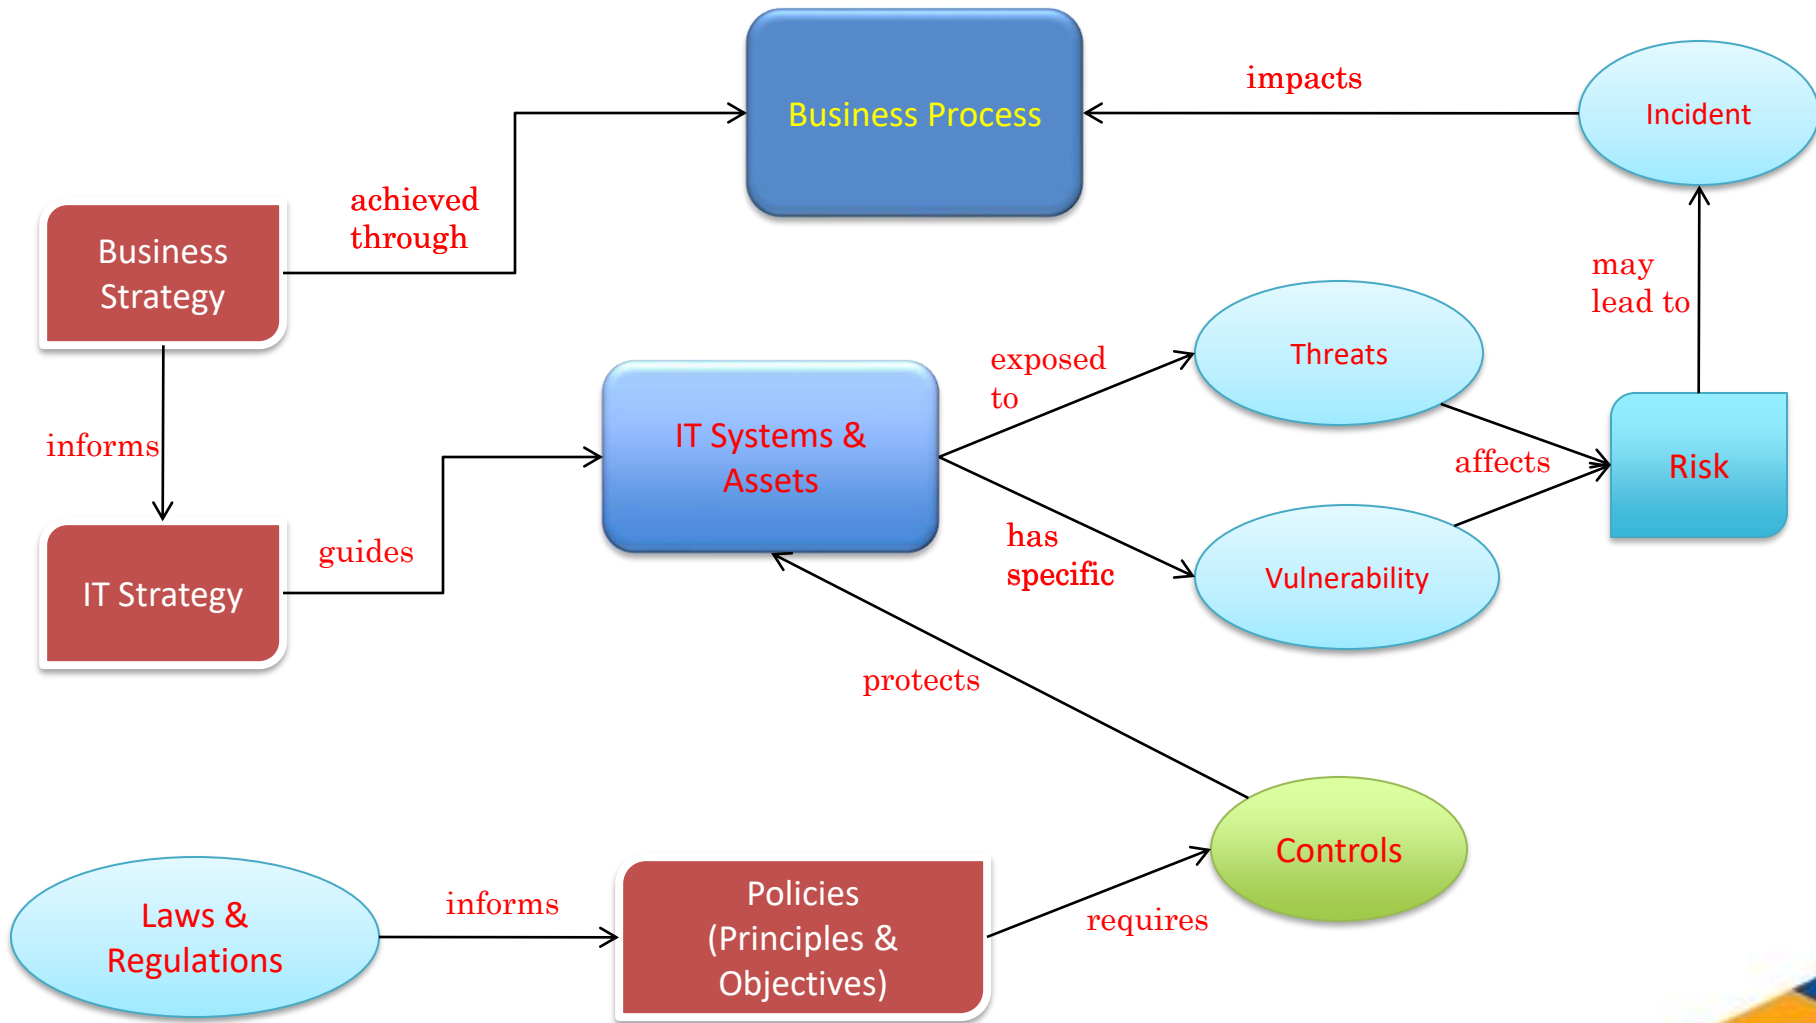 Business Process
impacts
Incident
achieved
through
Business
Strategy
may
lead to
exposed
to
Threats
informs
IT Systems &
Assets
affects
Risk
guides
has
specific
Vulnerability
IT Strategy
protects
Controls
Laws &
Regulations
informs
Policies
(Principles &
Objectives)
requires